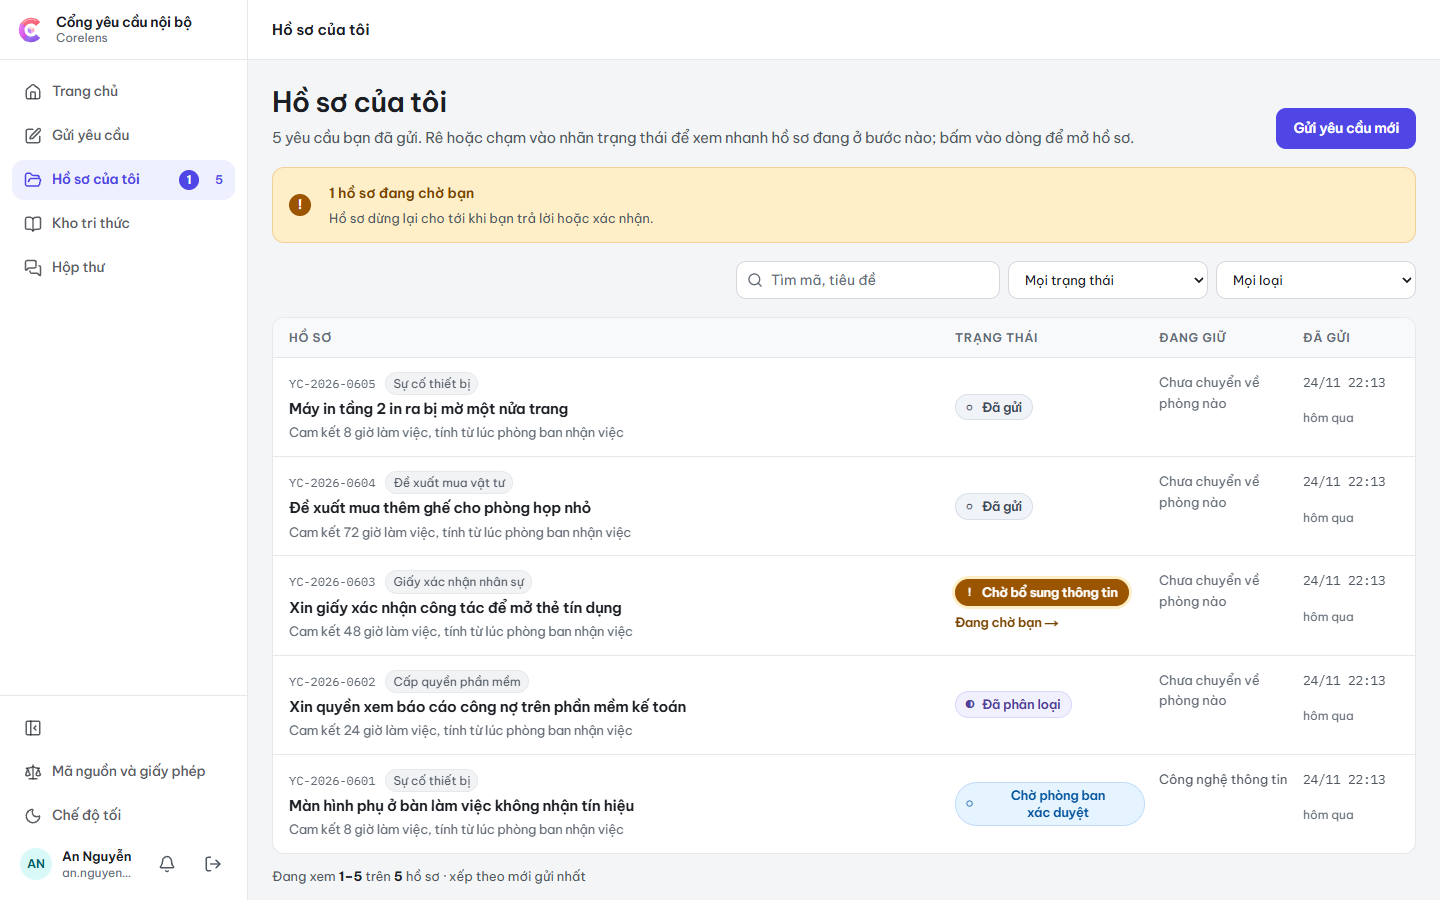 Cổng yêu cầu nội bộ
Corelens
Hồ sơ của tôi
Trang chủ
Gửi yêu cầu
Hồ sơ của tôi 1 5
Kho tri thức
Hộp thư
Mã nguồn và giấy phép
Chế độ tối
AN
An Nguyễn
an.nguyen...
Hồ sơ của tôi
5 yêu cầu bạn đã gửi. Rê hoặc chạm vào nhãn trạng thái để xem nhanh hồ sơ đang ở bước nào; bấm vào dòng để mở hồ sơ.
Gửi yêu cầu mới
!
1 hồ sơ đang chờ bạn
Hồ sơ dừng lại cho tới khi bạn trả lời hoặc xác nhận.
Tìm mã, tiêu đề
Mọi trạng thái
Mọi loại
HỒ SƠ TRẠNG THÁI ĐANG GIỮ ĐÃ GỬI
YC-2026-0605 Sự cố thiết bị
Máy in tầng 2 in ra bị mờ một nửa trang
Cam kết 8 giờ làm việc, tính từ lúc phòng ban nhận việc
Đã gửi
Chưa chuyển về
phòng nào
24/11 22:13
hôm qua
YC-2026-0604 Đề xuất mua vật tư
Đề xuất mua thêm ghế cho phòng họp nhỏ
Cam kết 72 giờ làm việc, tính từ lúc phòng ban nhận việc
Đã gửi
Chưa chuyển về
phòng nào
24/11 22:13
hôm qua
YC-2026-0603 Giấy xác nhận nhân sự
Xin giấy xác nhận công tác để mở thẻ tín dụng
Cam kết 48 giờ làm việc, tính từ lúc phòng ban nhận việc
! Chờ bổ sung thông tin
Đang chờ bạn →
Chưa chuyển về
phòng nào
24/11 22:13
hôm qua
YC-2026-0602 Cấp quyền phần mềm
Xin quyền xem báo cáo công nợ trên phần mềm kế toán
Cam kết 24 giờ làm việc, tính từ lúc phòng ban nhận việc
Đã phân loại
Chưa chuyển về
phòng nào
24/11 22:13
hôm qua
YC-2026-0601 Sự cố thiết bị
Màn hình phụ ở bàn làm việc không nhận tín hiệu
Cam kết 8 giờ làm việc, tính từ lúc phòng ban nhận việc
Chờ phòng ban
xác duyệt
Công nghệ thông tin
24/11 22:13
hôm qua
Đang xem 1–5 trên 5 hồ sơ · xếp theo mới gửi nhất